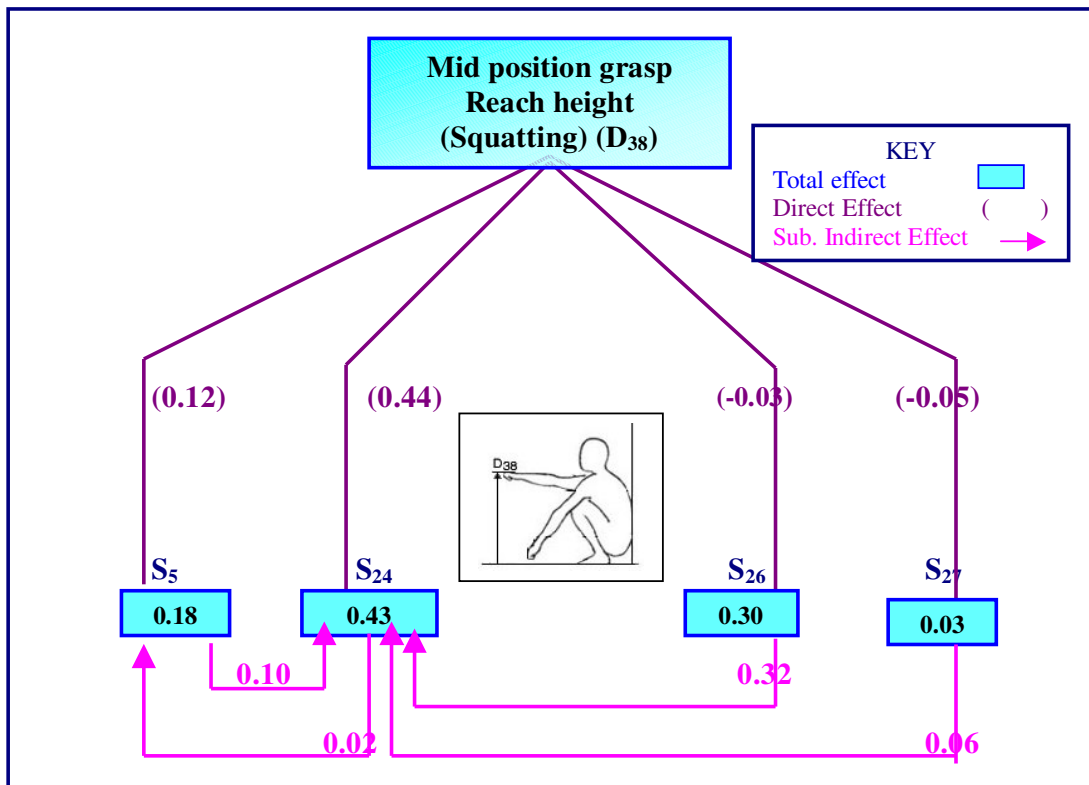 Mid position grasp
Reach height
(Squatting) (D₃₈)
KEY
Total effect
Direct Effect ( )
Sub. Indirect Effect
(0.12) (0.44) (-0.03) (-0.05)
D₃₈
S₅ S₂₄ S₂₆ S₂₇
0.18 0.43 0.30 0.03
0.10 0.32
0.02 0.06